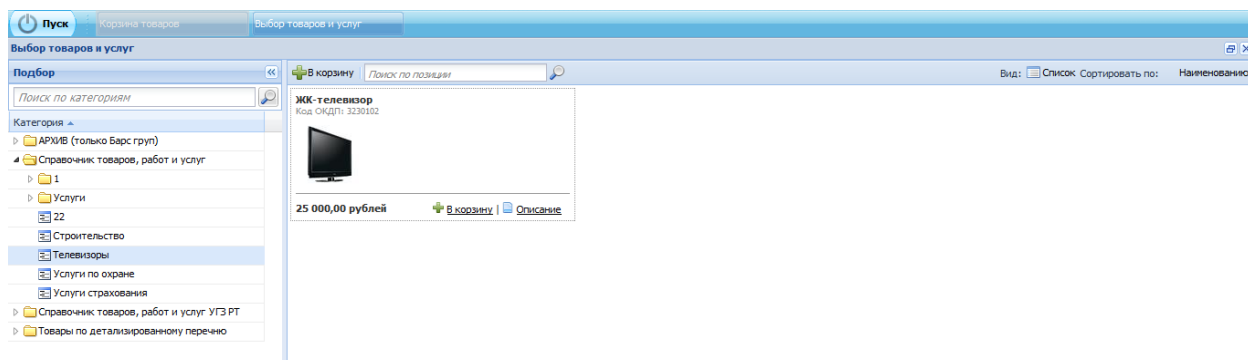 Пуск
Корзина товаров
Выбор товаров и услуг
Выбор товаров и услуг
Подбор
Поиск по категориям
Категория
АРХИВ (только Барс груп)
Справочник товаров, работ и услуг
1
Услуги
22
Строительство
Телевизоры
Услуги по охране
Услуги страхования
Справочник товаров, работ и услуг УГЗ РТ
Товары по детализированному перечню
В корзину
Поиск по позиции
Вид: Список Сортировать по: Наименованию
ЖК-телевизор
Код ОКДП: 3230102
25 000,00 рублей
В корзину | Описание